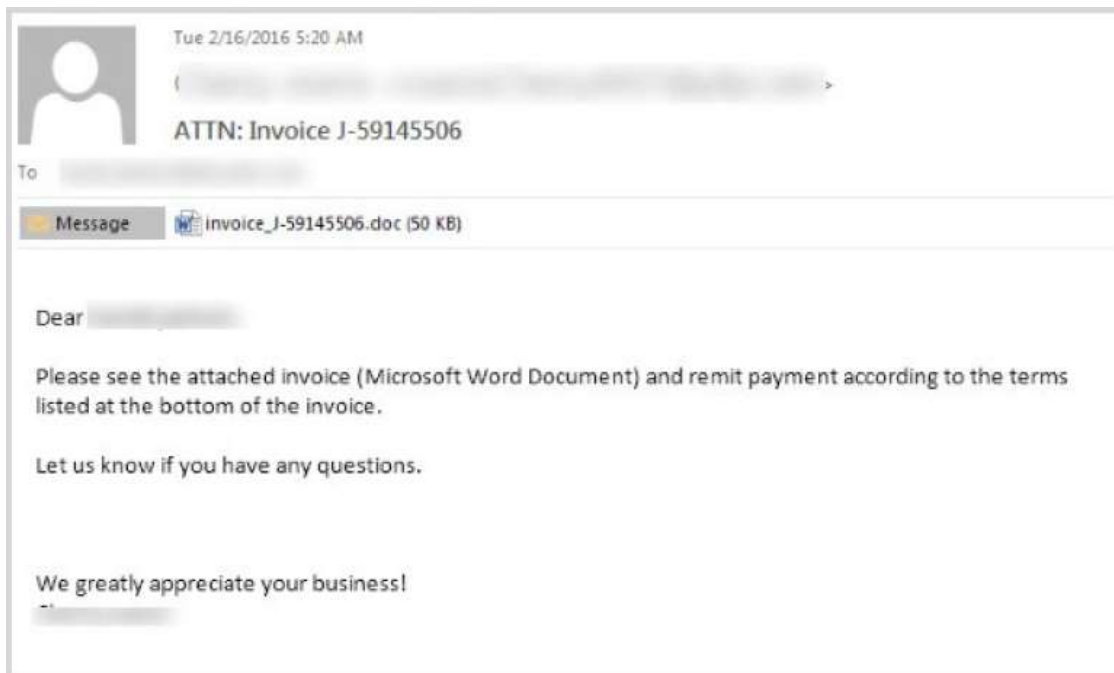 Tue 2/16/2016 5:20 AM
ATTN: Invoice J-59145506
To
Message invoice_J-59145506.doc (50 KB)
Dear
Please see the attached invoice (Microsoft Word Document) and remit payment according to the terms
listed at the bottom of the invoice.
Let us know if you have any questions.
We greatly appreciate your business!